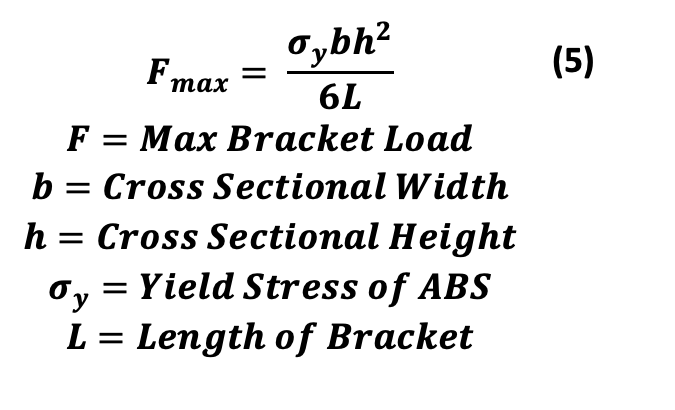 F_max = σ_y bh² / 6L (5)
F = Max Bracket Load
b = Cross Sectional Width
h = Cross Sectional Height
σ_y = Yield Stress of ABS
L = Length of Bracket